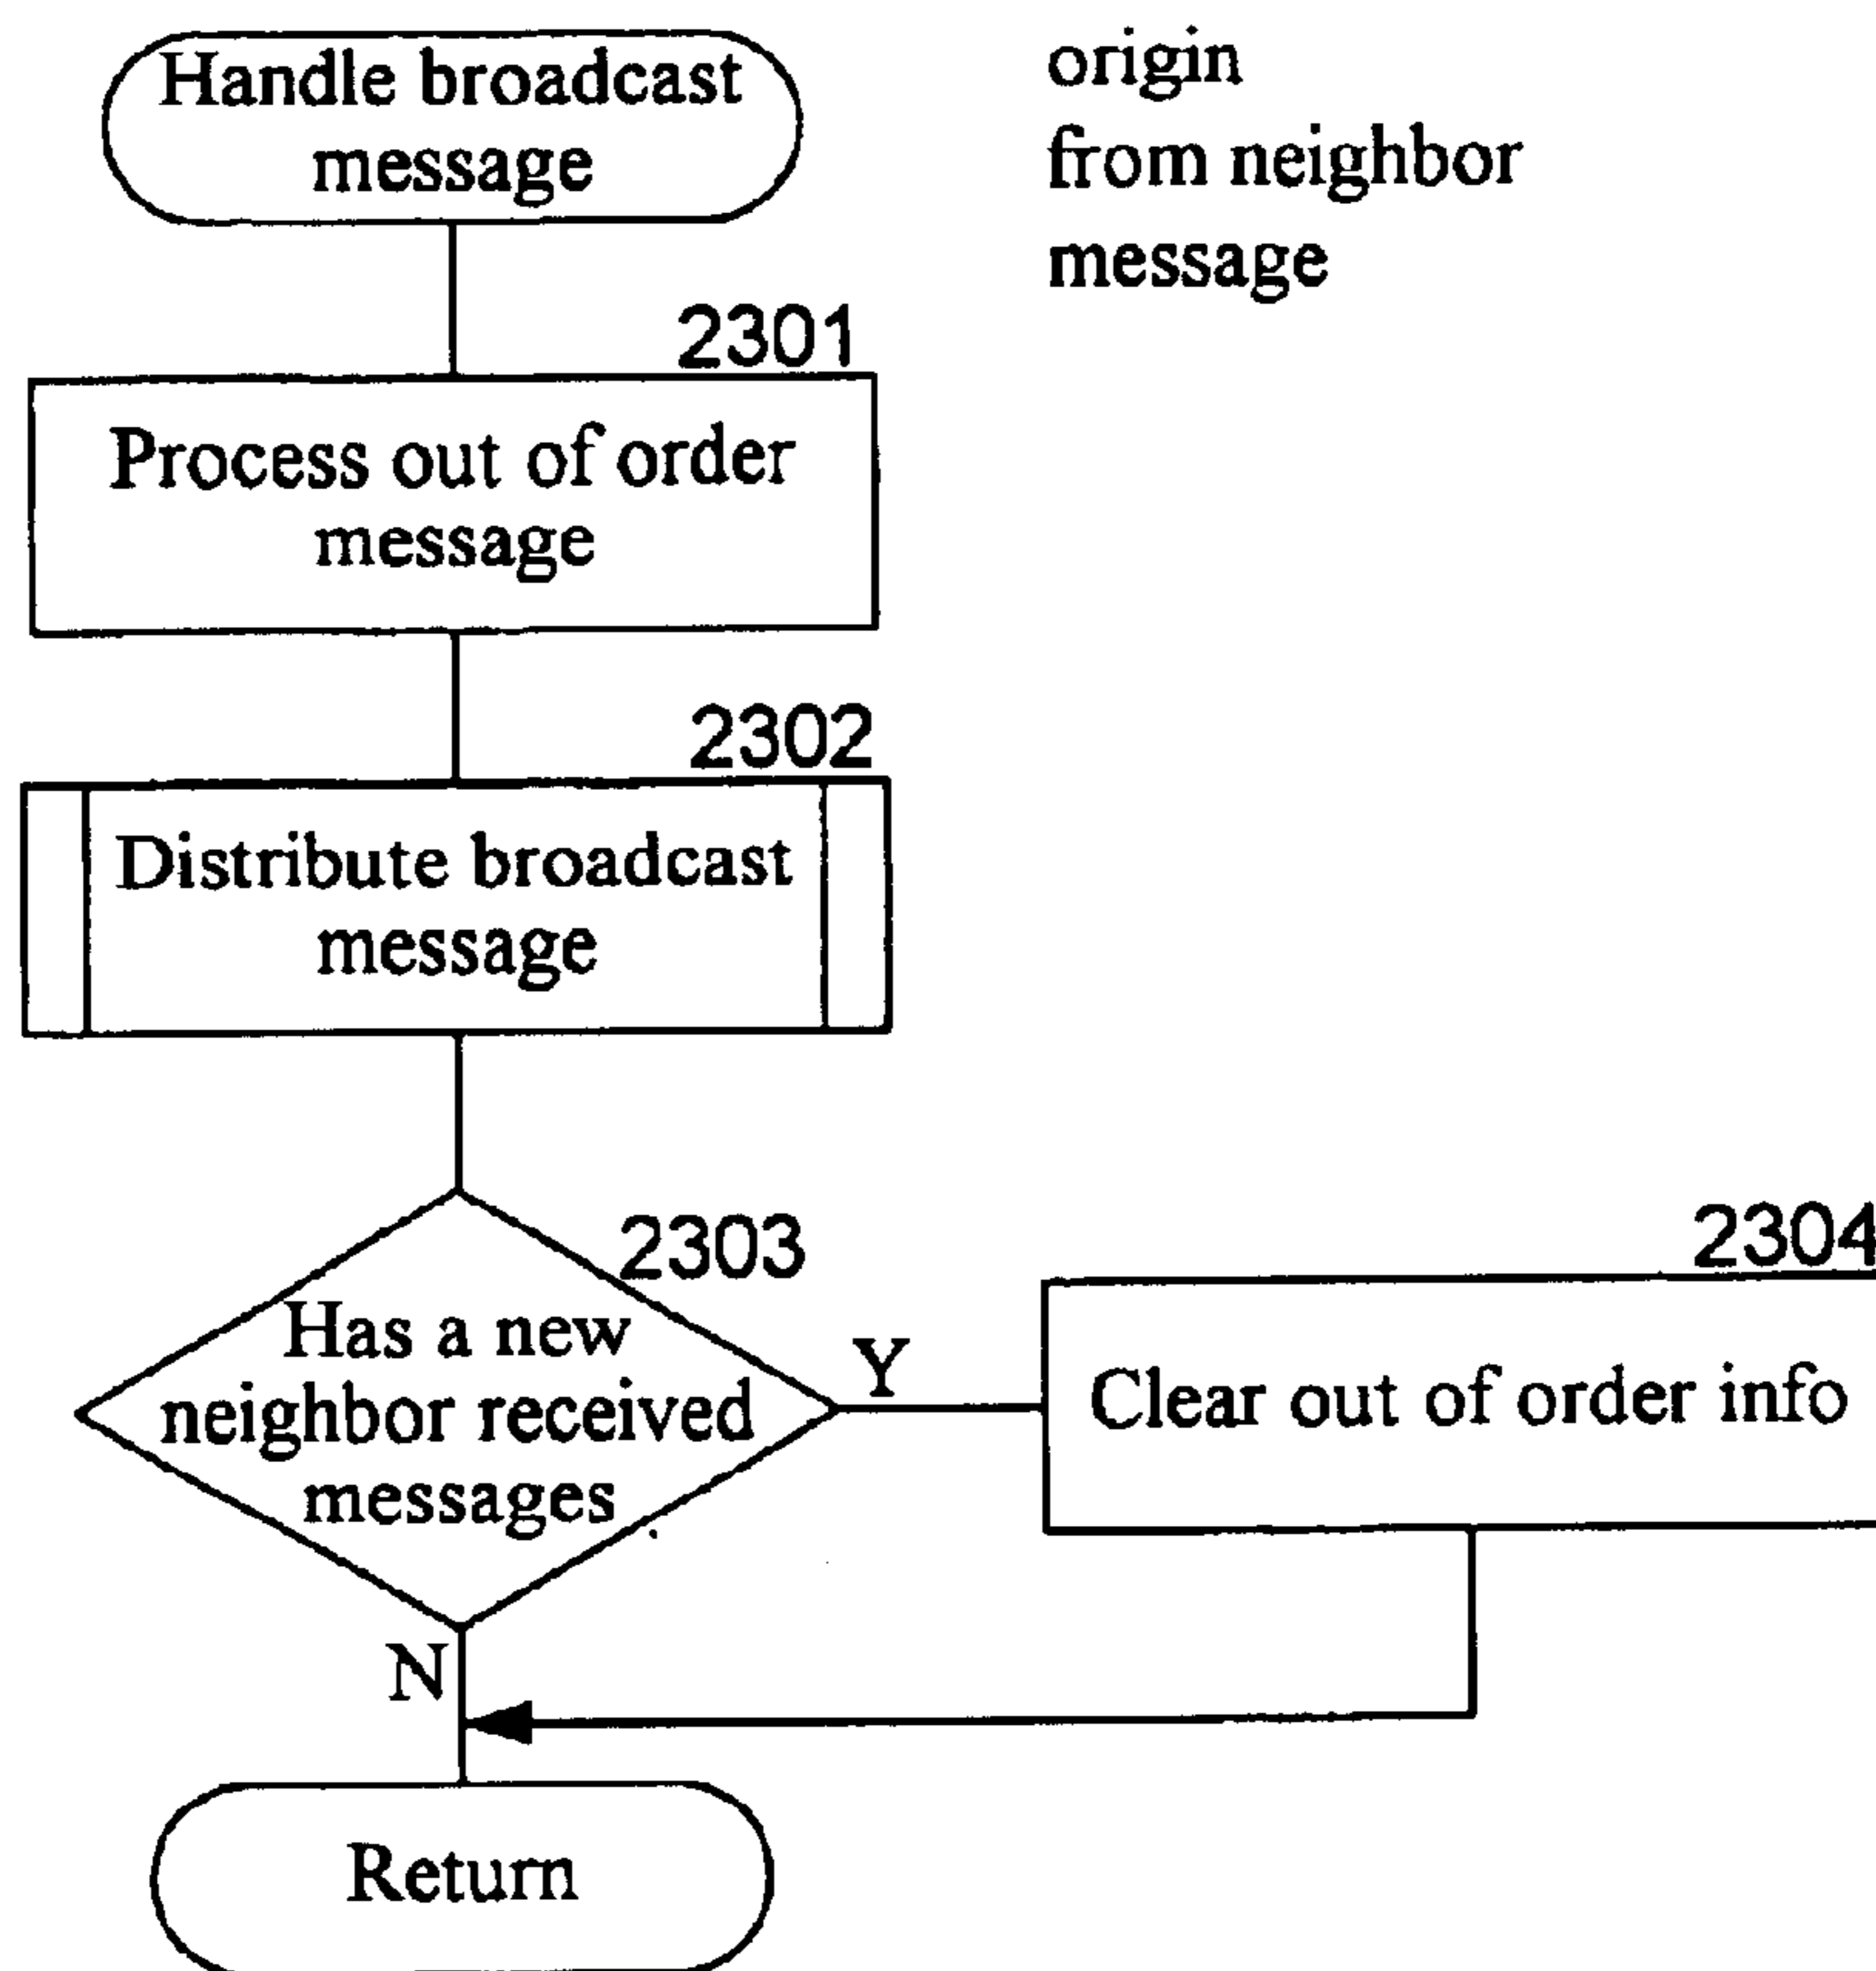 Handle broadcast
message
origin
from neighbor
message
2301
Process out of order
message
2302
Distribute broadcast
message
2303
Has a new
neighbor received
messages
Y
2304
Clear out of order info
N
Return